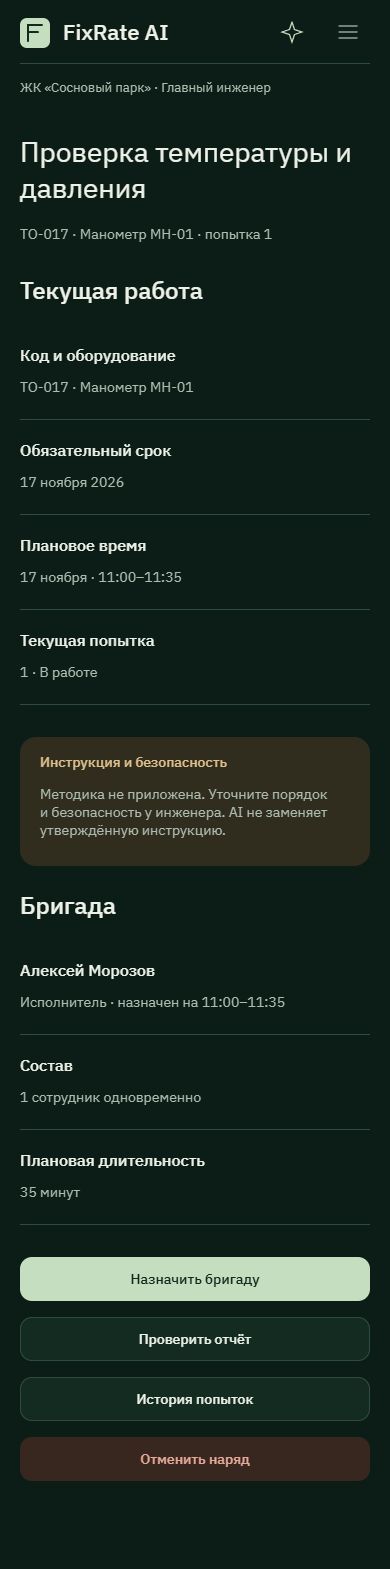 FixRate AI
ЖК «Сосновый парк» · Главный инженер
Проверка температуры и
давления
ТО-017 · Манометр МН-01 · попытка 1
Текущая работа
Код и оборудование
ТО-017 · Манометр МН-01
Обязательный срок
17 ноября 2026
Плановое время
17 ноября · 11:00–11:35
Текущая попытка
1 · В работе
Инструкция и безопасность
Методика не приложена. Уточните порядок
и безопасность у инженера. AI не заменяет
утверждённую инструкцию.
Бригада
Алексей Морозов
Исполнитель · назначен на 11:00–11:35
Состав
1 сотрудник одновременно
Плановая длительность
35 минут
Назначить бригаду
Проверить отчёт
История попыток
Отменить наряд